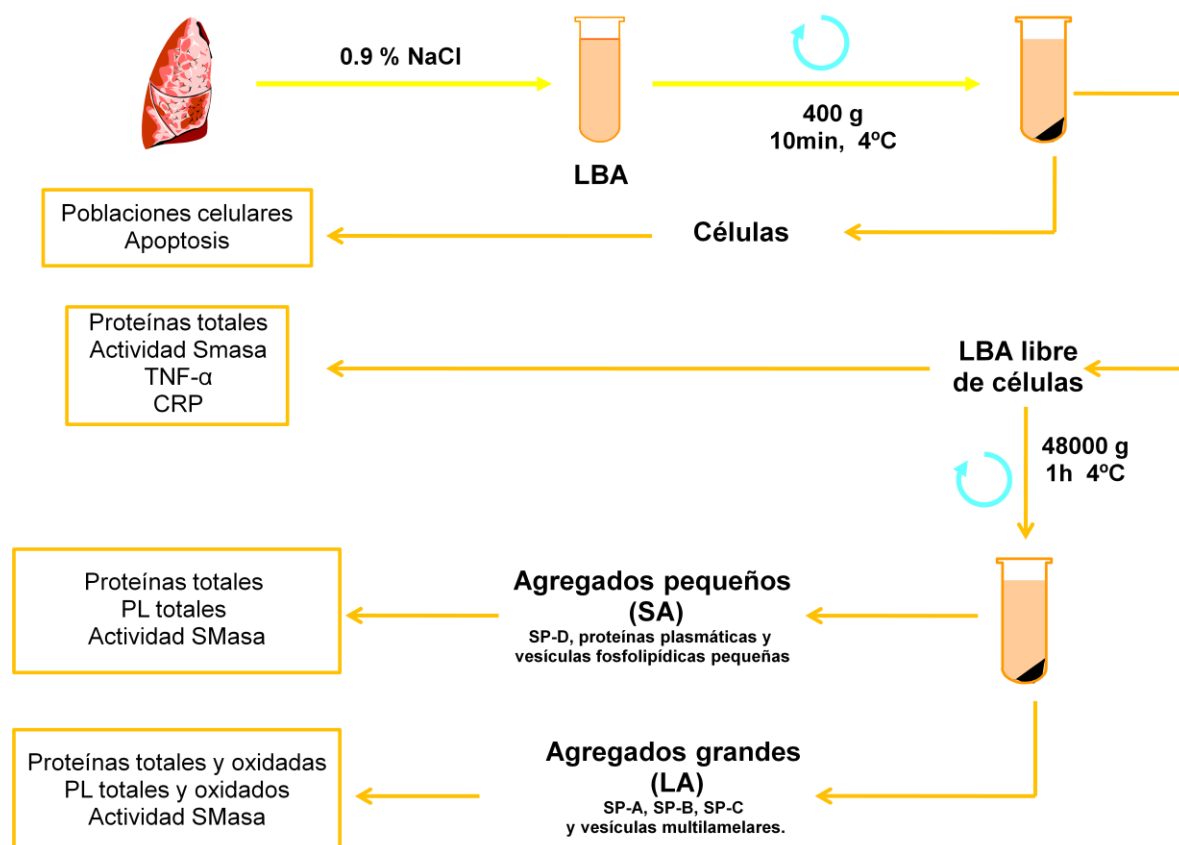 0.9 % NaCl
400 g
10min, 4ºC
LBA
Poblaciones celulares
Apoptosis
Células
Proteínas totales
Actividad Smasa
TNF-α
CRP
LBA libre
de células
48000 g
1h 4ºC
Proteínas totales
PL totales
Actividad SMasa
Agregados pequeños
(SA)
SP-D, proteínas plasmáticas y
vesículas fosfolipídicas pequeñas
Proteínas totales y oxidadas
PL totales y oxidados
Actividad SMasa
Agregados grandes
(LA)
SP-A, SP-B, SP-C
y vesículas multilamelares.